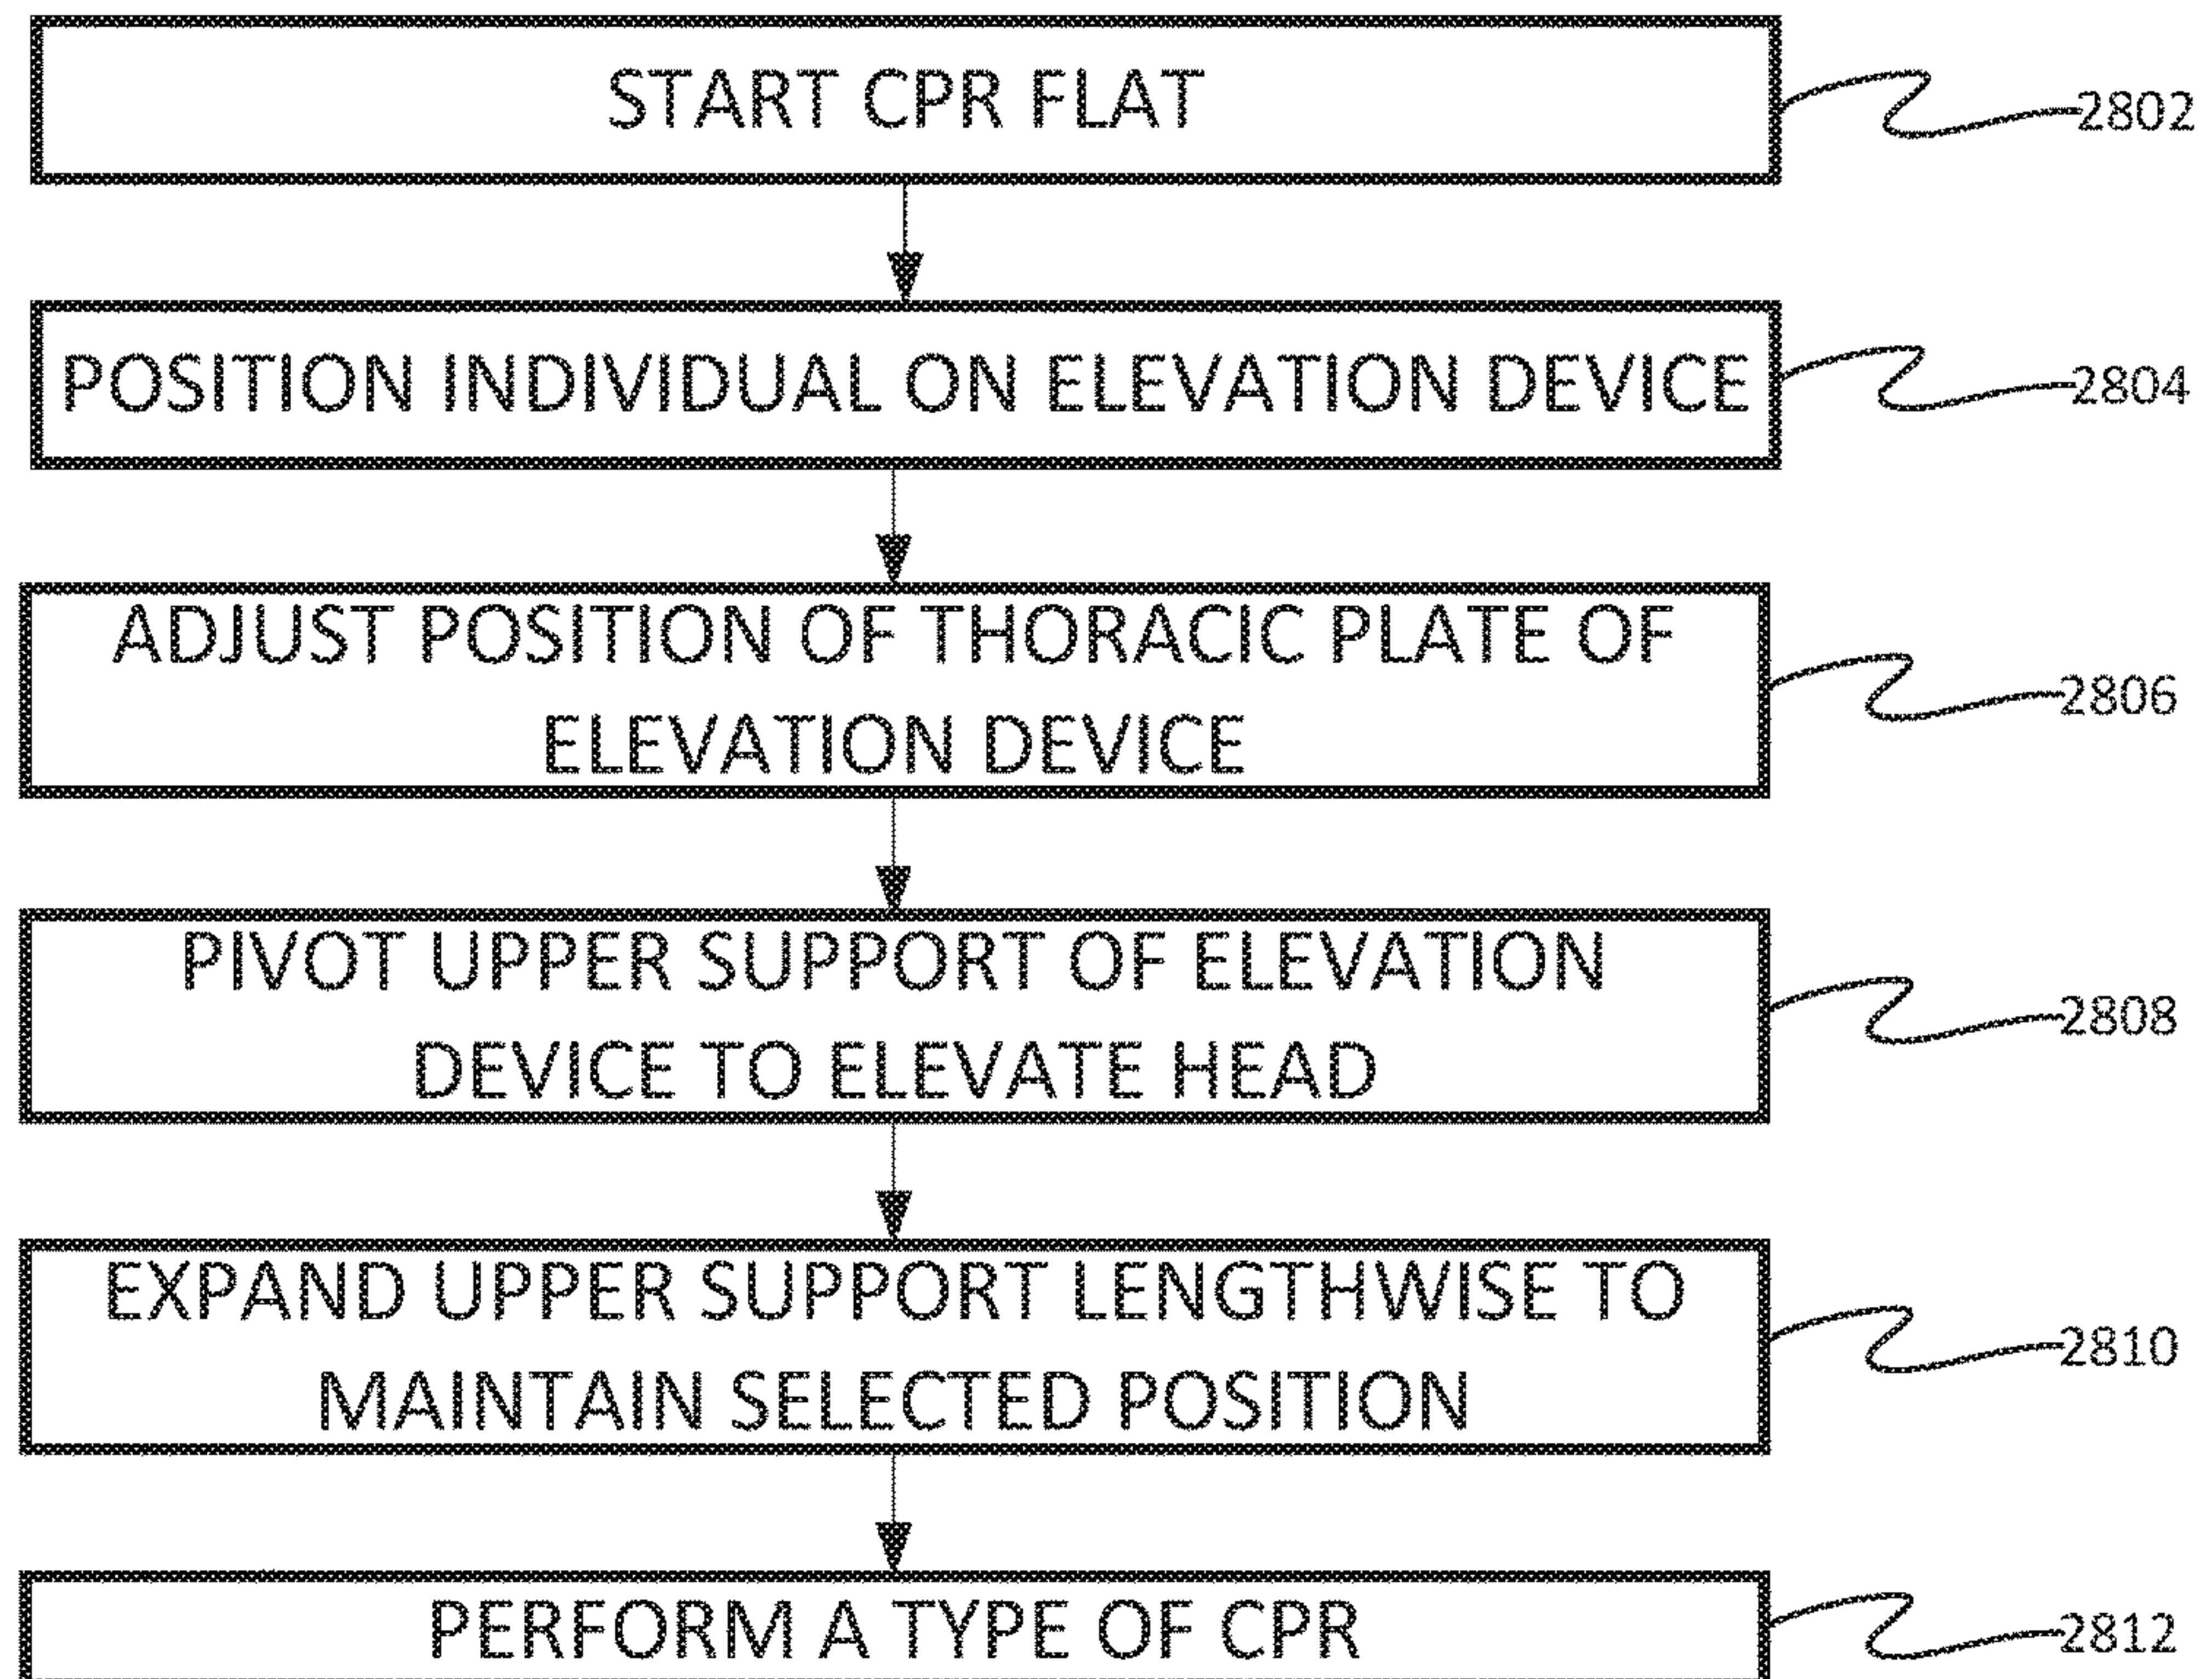 START CPR FLAT
2802
POSITION INDIVIDUAL ON ELEVATION DEVICE
2804
ADJUST POSITION OF THORACIC PLATE OF
ELEVATION DEVICE
2806
PIVOT UPPER SUPPORT OF ELEVATION
DEVICE TO ELEVATE HEAD
2808
EXPAND UPPER SUPPORT LENGTHWISE TO
MAINTAIN SELECTED POSITION
2810
PERFORM A TYPE OF CPR
2812